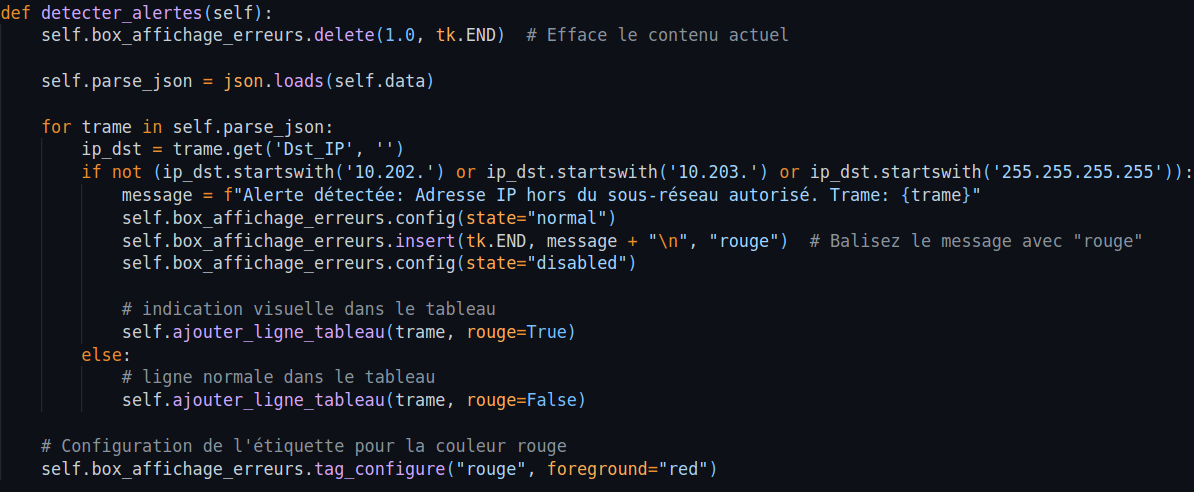 def detecter_alertes(self):
    self.box_affichage_erreurs.delete(1.0, tk.END)  # Efface le contenu actuel
    self.parse_json = json.loads(self.data)
    for trame in self.parse_json:
        ip_dst = trame.get('Dst_IP', '')
        if not (ip_dst.startswith('10.202.') or ip_dst.startswith('10.203.') or ip_dst.startswith('255.255.255.255')):
            message = f"Alerte détectée: Adresse IP hors du sous-réseau autorisé. Trame: {trame}"
            self.box_affichage_erreurs.config(state="normal")
            self.box_affichage_erreurs.insert(tk.END, message + "\n", "rouge")  # Balisez le message avec "rouge"
            self.box_affichage_erreurs.config(state="disabled")
            # indication visuelle dans le tableau
            self.ajouter_ligne_tableau(trame, rouge=True)
        else:
            # ligne normale dans le tableau
            self.ajouter_ligne_tableau(trame, rouge=False)
    # Configuration de l'étiquette pour la couleur rouge
    self.box_affichage_erreurs.tag_configure("rouge", foreground="red")